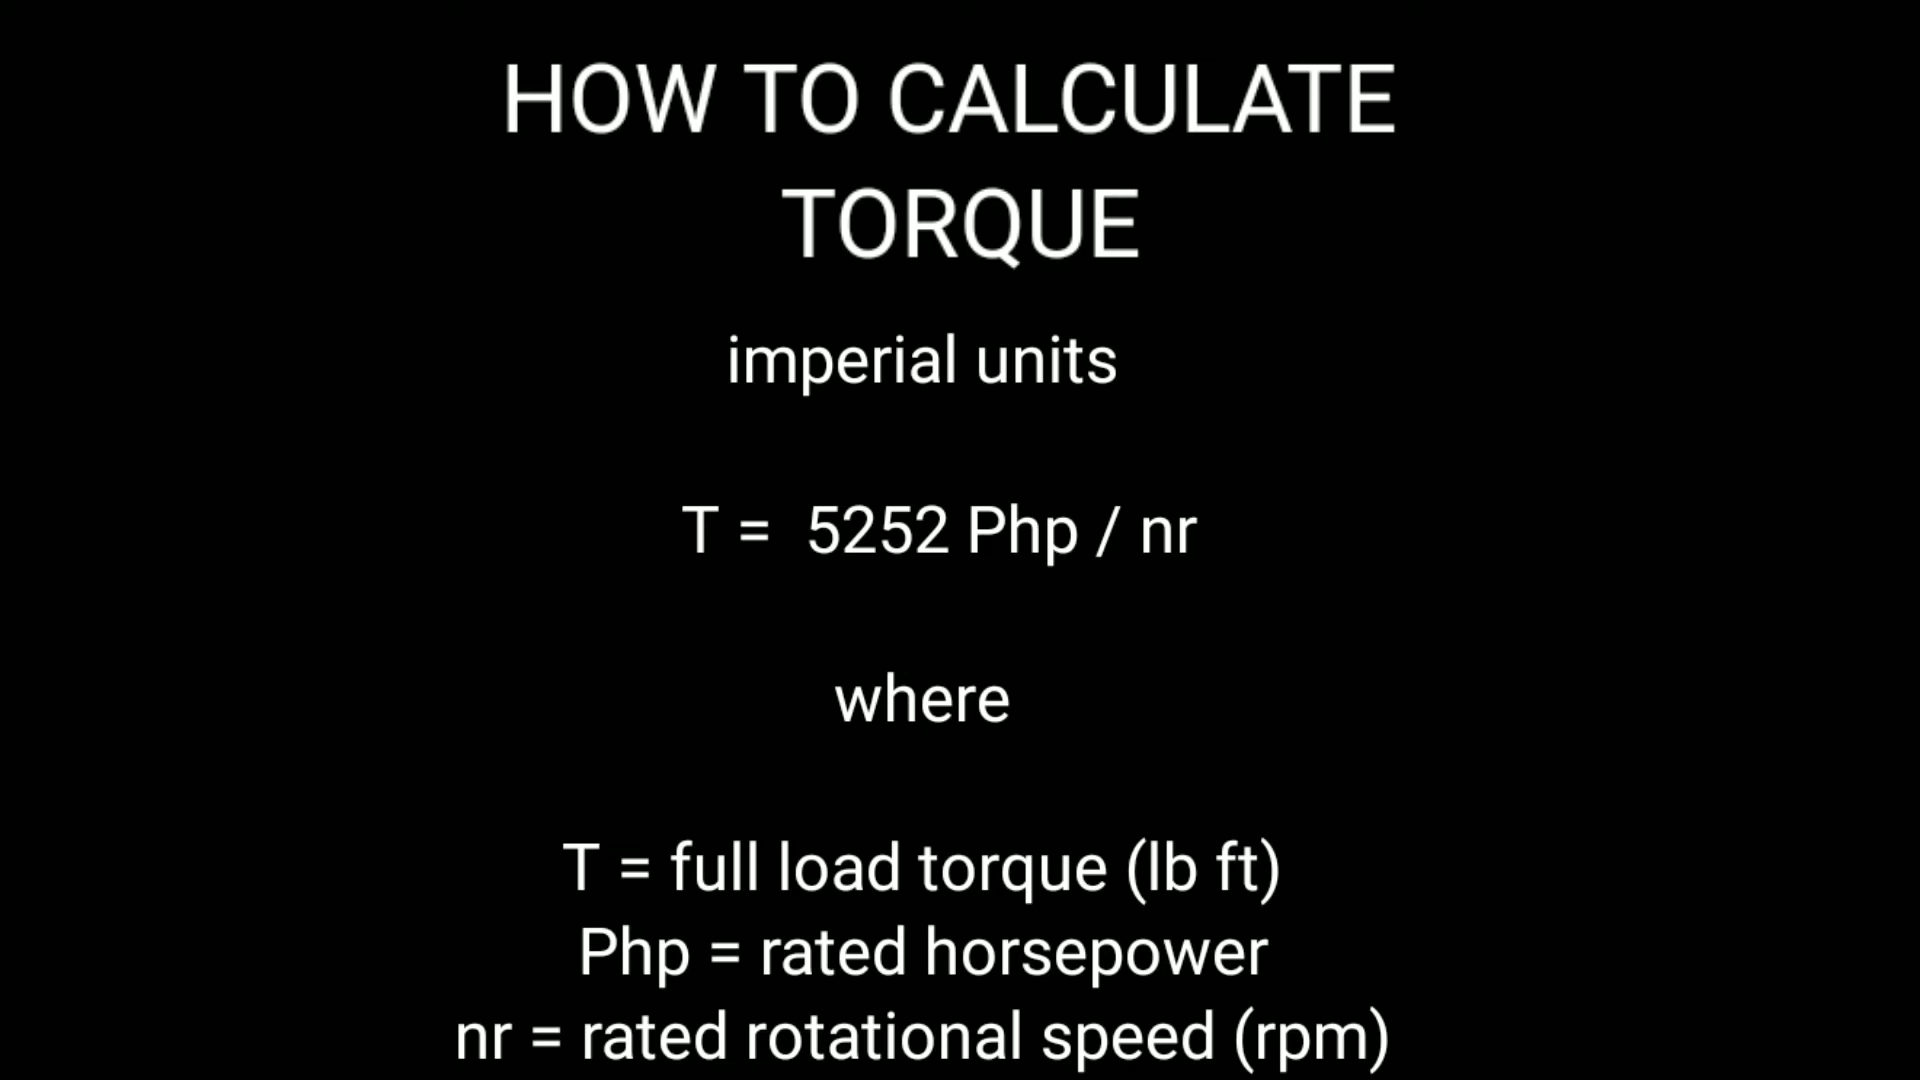 HOW TO CALCULATE
TORQUE
imperial units
T = 5252 Php / nr
where
T = full load torque (lb ft)
Php = rated horsepower
nr = rated rotational speed (rpm)